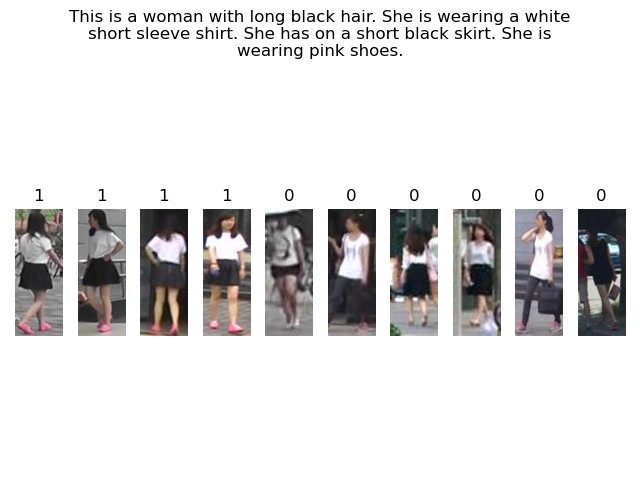 This is a woman with long black hair. She is wearing a white
short sleeve shirt. She has on a short black skirt. She is
wearing pink shoes.
1 1 1 1 0 0 0 0 0 0